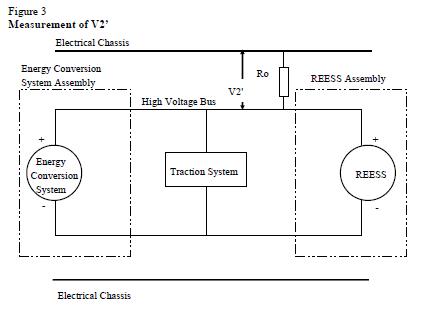 Figure 3
Measurement of V2’
Electrical Chassis
Energy Conversion
System Assembly
Ro
V2'
REESS Assembly
High Voltage Bus
+
+
Energy
Conversion
System
Traction System
REESS
-
-
Electrical Chassis